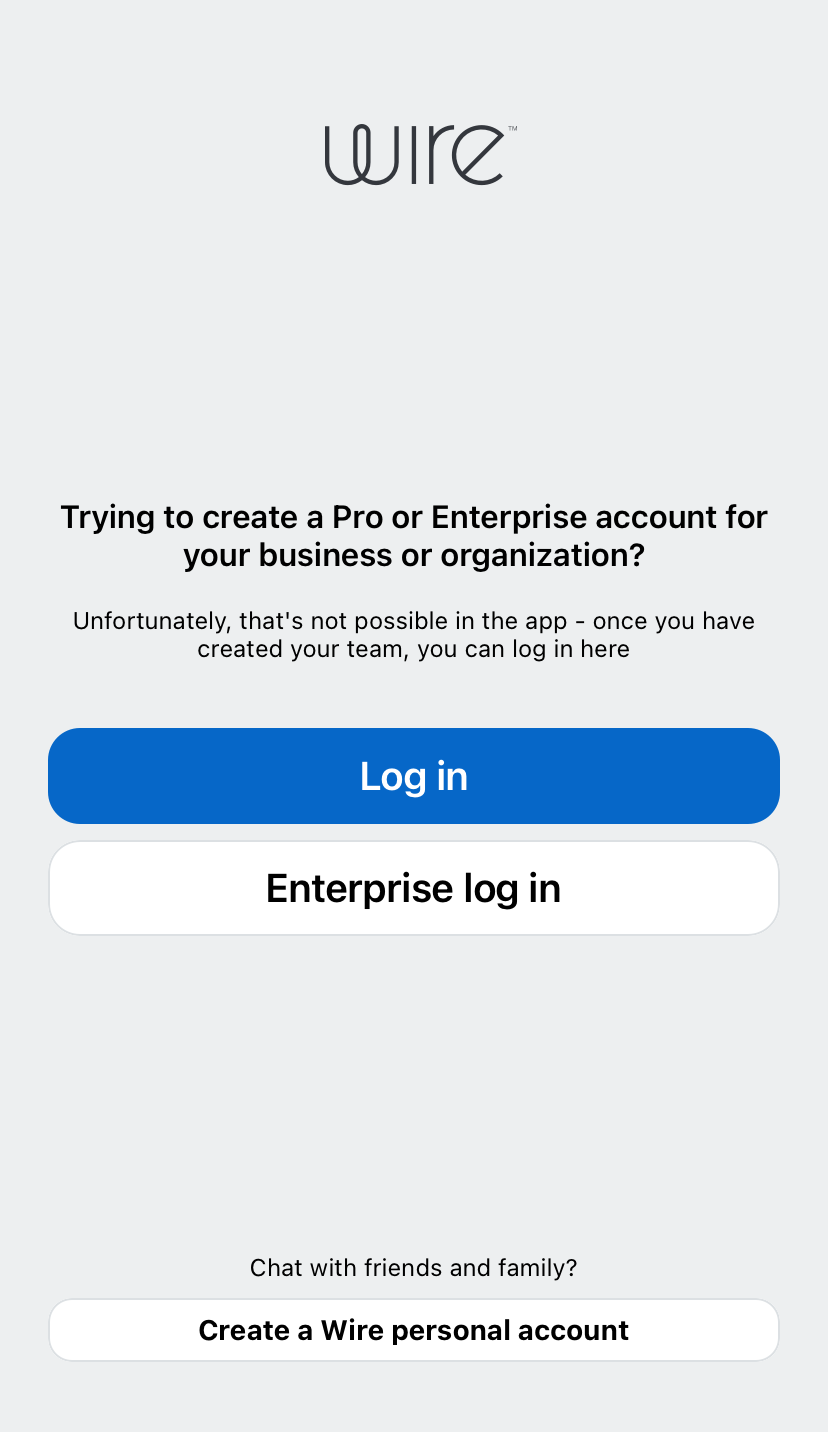 wire™
Trying to create a Pro or Enterprise account for
your business or organization?
Unfortunately, that's not possible in the app - once you have
created your team, you can log in here
Log in
Enterprise log in
Chat with friends and family?
Create a Wire personal account